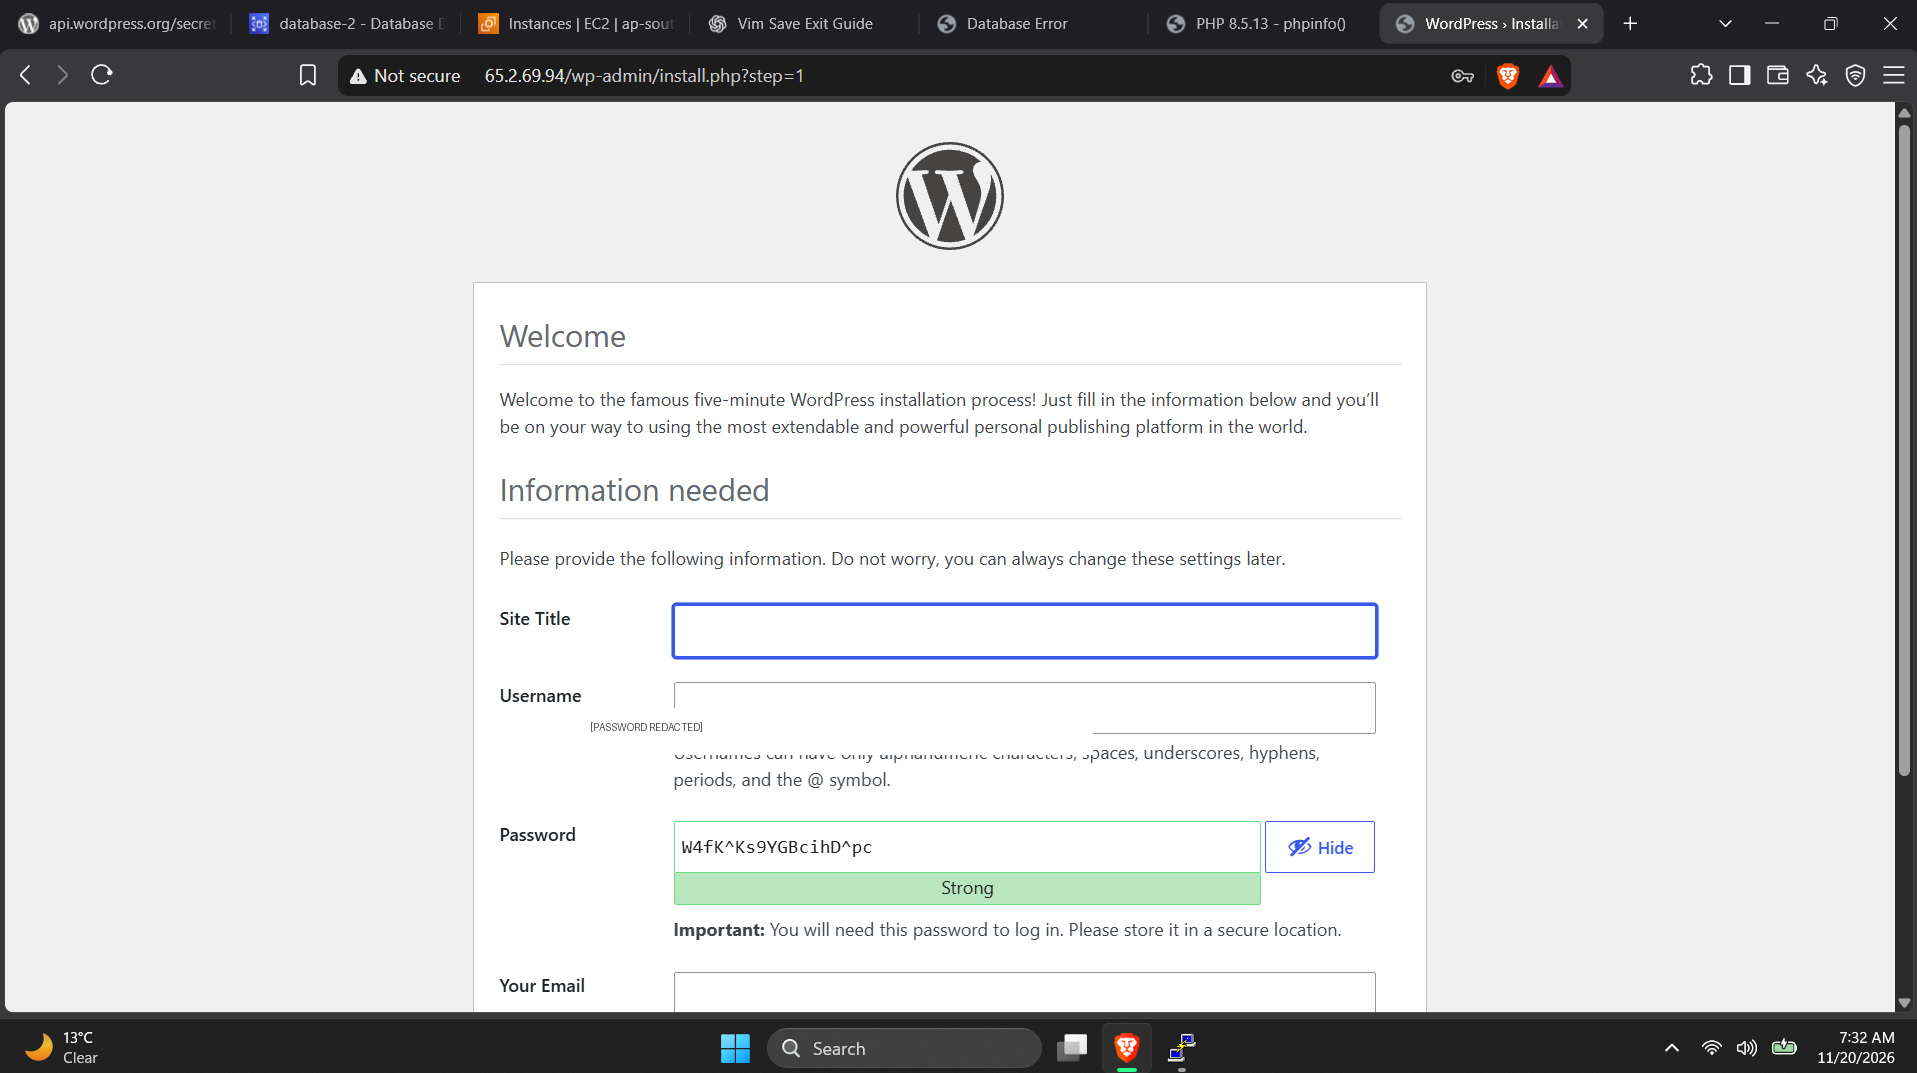 api.wordpress.org/secret
database-2 - Database D
Instances | EC2 | ap-sout
Vim Save Exit Guide
Database Error
PHP 8.5.13 - phpinfo()
WordPress › Installa
Not secure
65.2.69.94/wp-admin/install.php?step=1
Welcome
Welcome to the famous five-minute WordPress installation process! Just fill in the information below and you’ll
be on your way to using the most extendable and powerful personal publishing platform in the world.
Information needed
Please provide the following information. Do not worry, you can always change these settings later.
Site Title
Username
[PASSWORD REDACTED]
Usernames can have only alphanumeric characters, spaces, underscores, hyphens,
periods, and the @ symbol.
Password
W4fK^Ks9YGBcihD^pc
Hide
Strong
Important: You will need this password to log in. Please store it in a secure location.
Your Email
13°C
Clear
Search
7:32 AM
11/20/2026